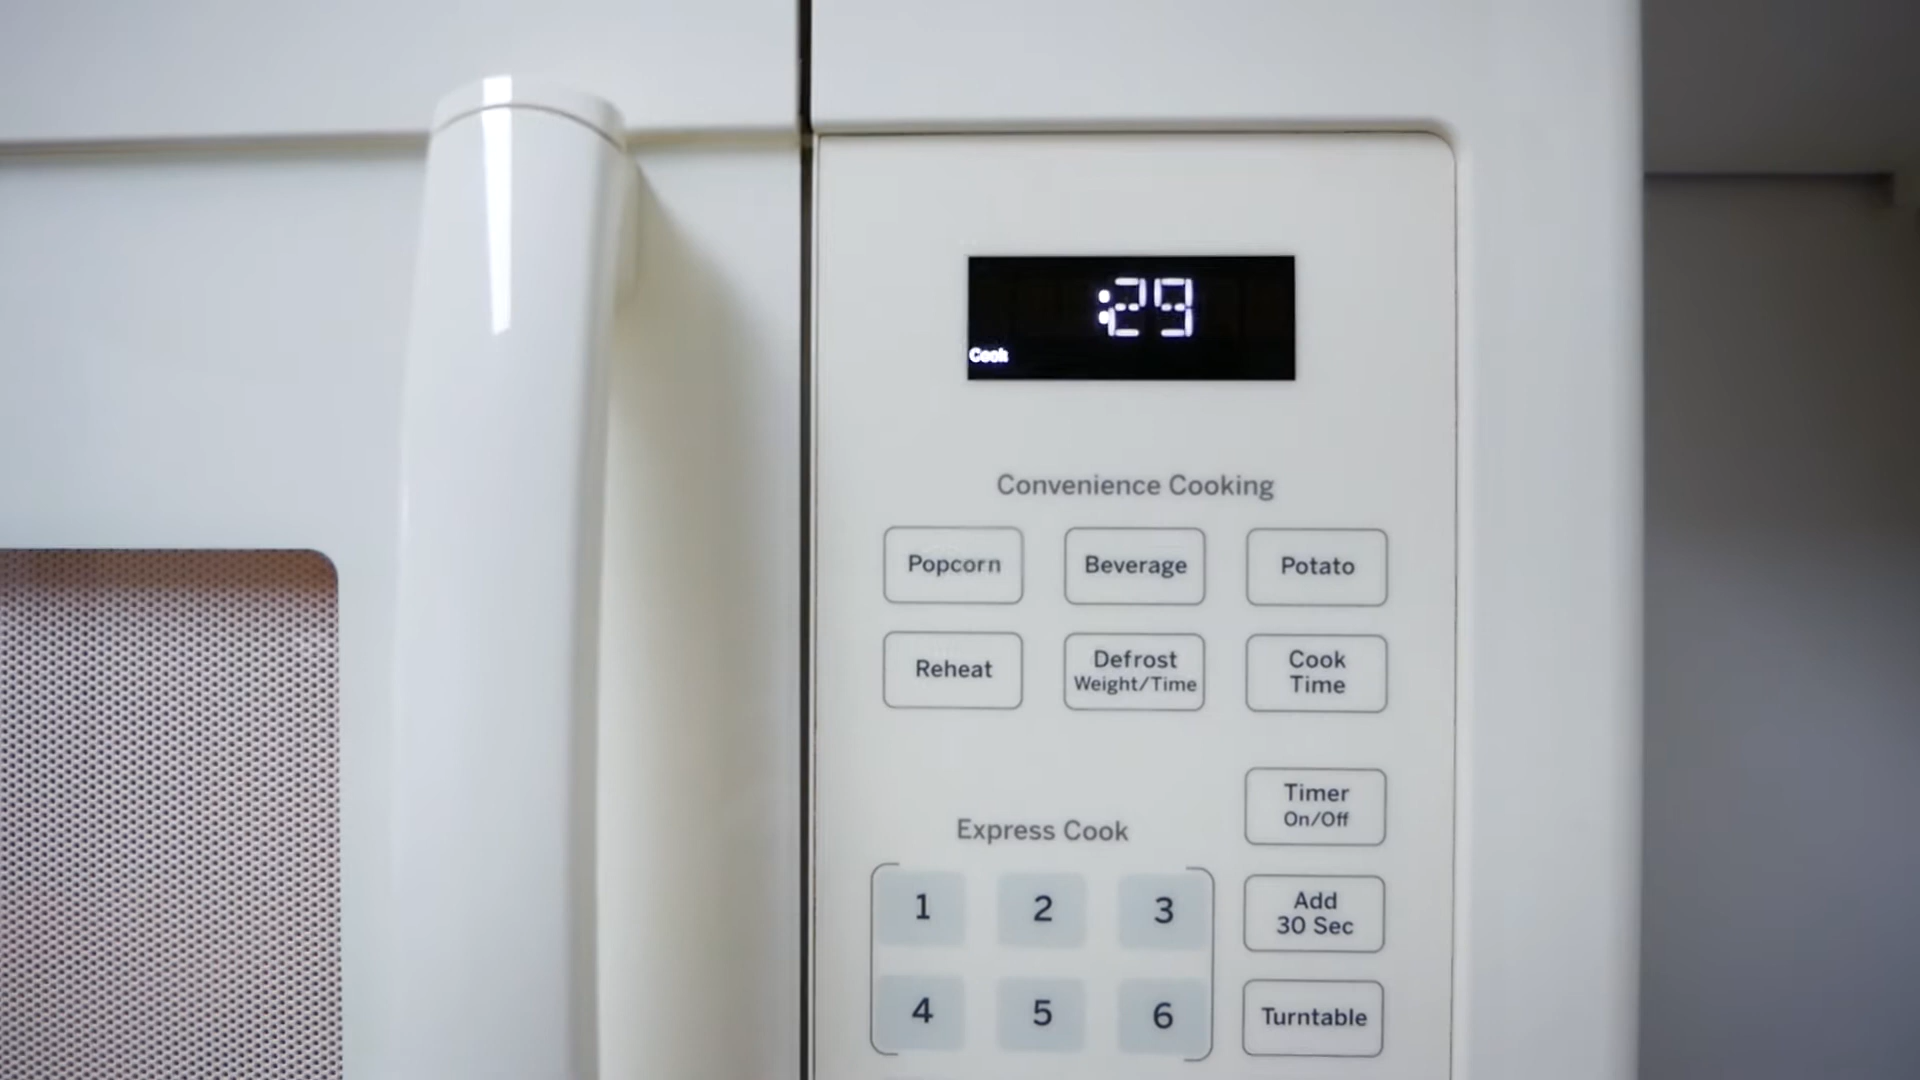 :29
Cook
Convenience Cooking
Popcorn
Beverage
Potato
Reheat
Defrost
Weight/Time
Cook
Time
Timer
On/Off
Express Cook
1
2
3
Add
30 Sec
4
5
6
Turntable